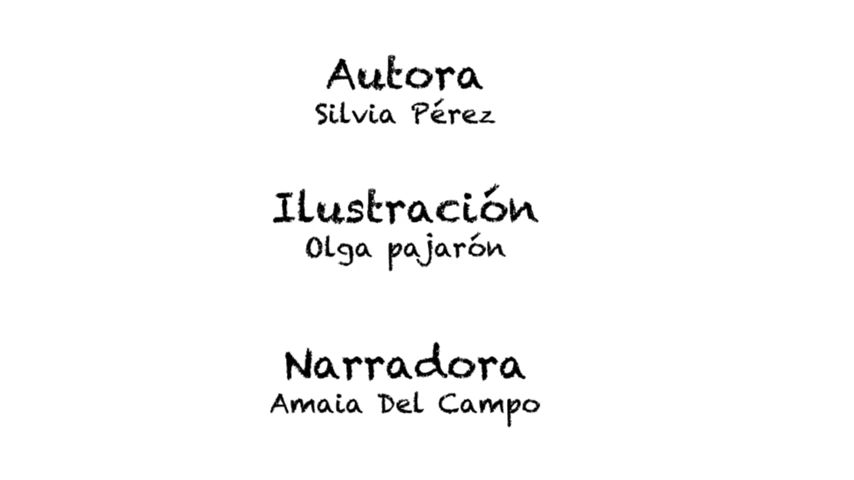 Autora
Silvia Pérez
Ilustración
Olga pajarón
Narradora
Amaia Del Campo